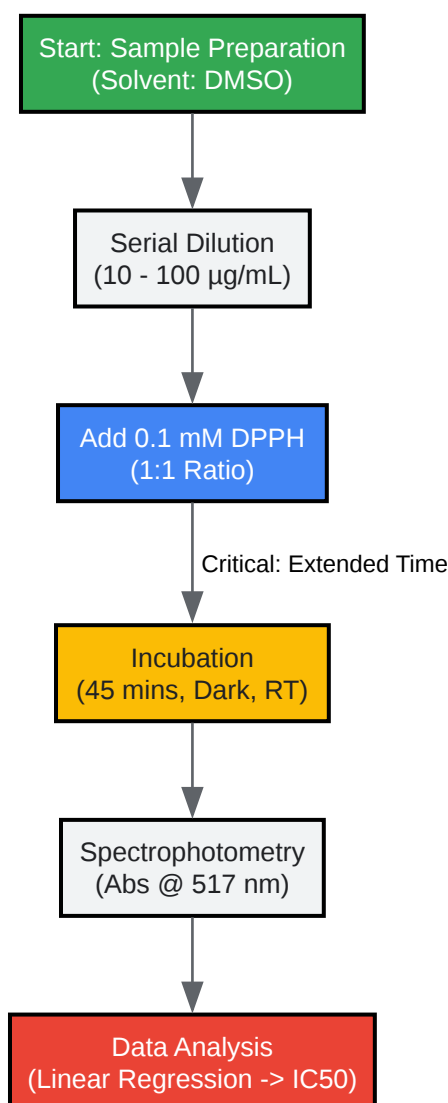 Start: Sample Preparation
(Solvent: DMSO)
Serial Dilution
(10 - 100 µg/mL)
Add 0.1 mM DPPH
(1:1 Ratio)
Critical: Extended Time
Incubation
(45 mins, Dark, RT)
Spectrophotometry
(Abs @ 517 nm)
Data Analysis
(Linear Regression -> IC50)